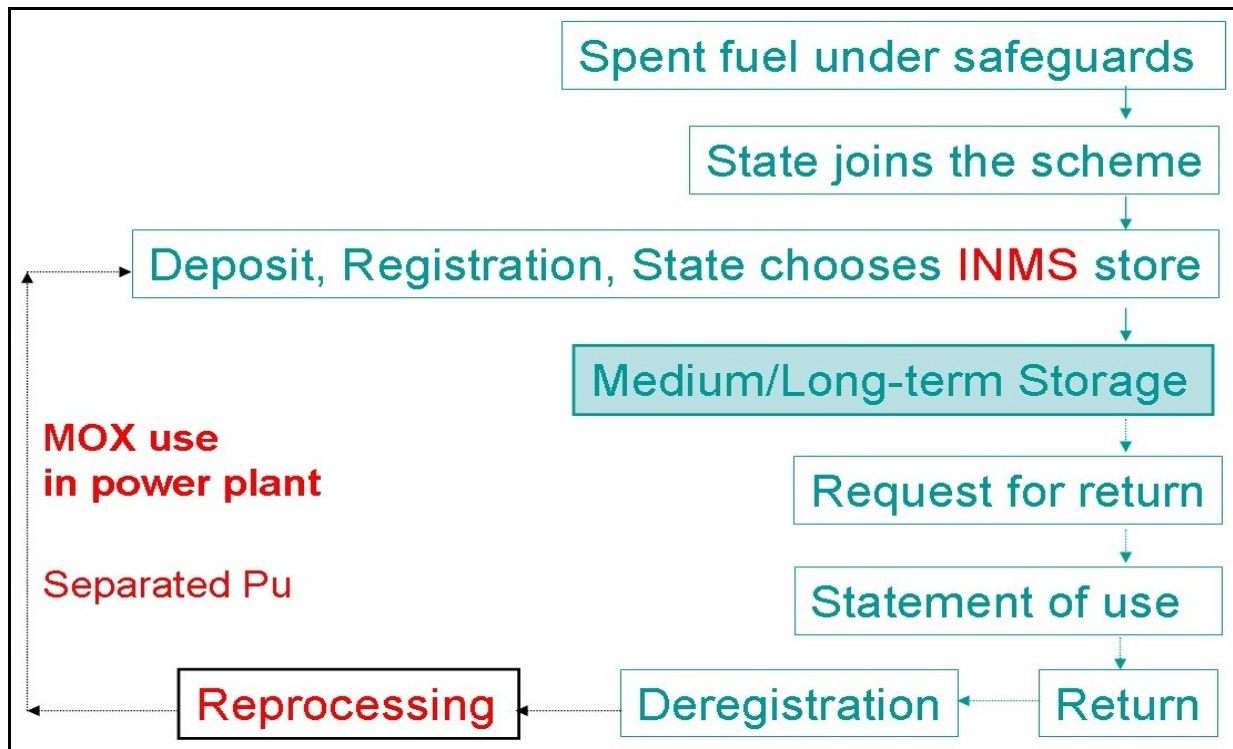 Spent fuel under safeguards
State joins the scheme
Deposit, Registration, State chooses INMS store
Medium/Long-term Storage
MOX use
in power plant
Request for return
Separated Pu
Statement of use
Reprocessing
Deregistration
Return